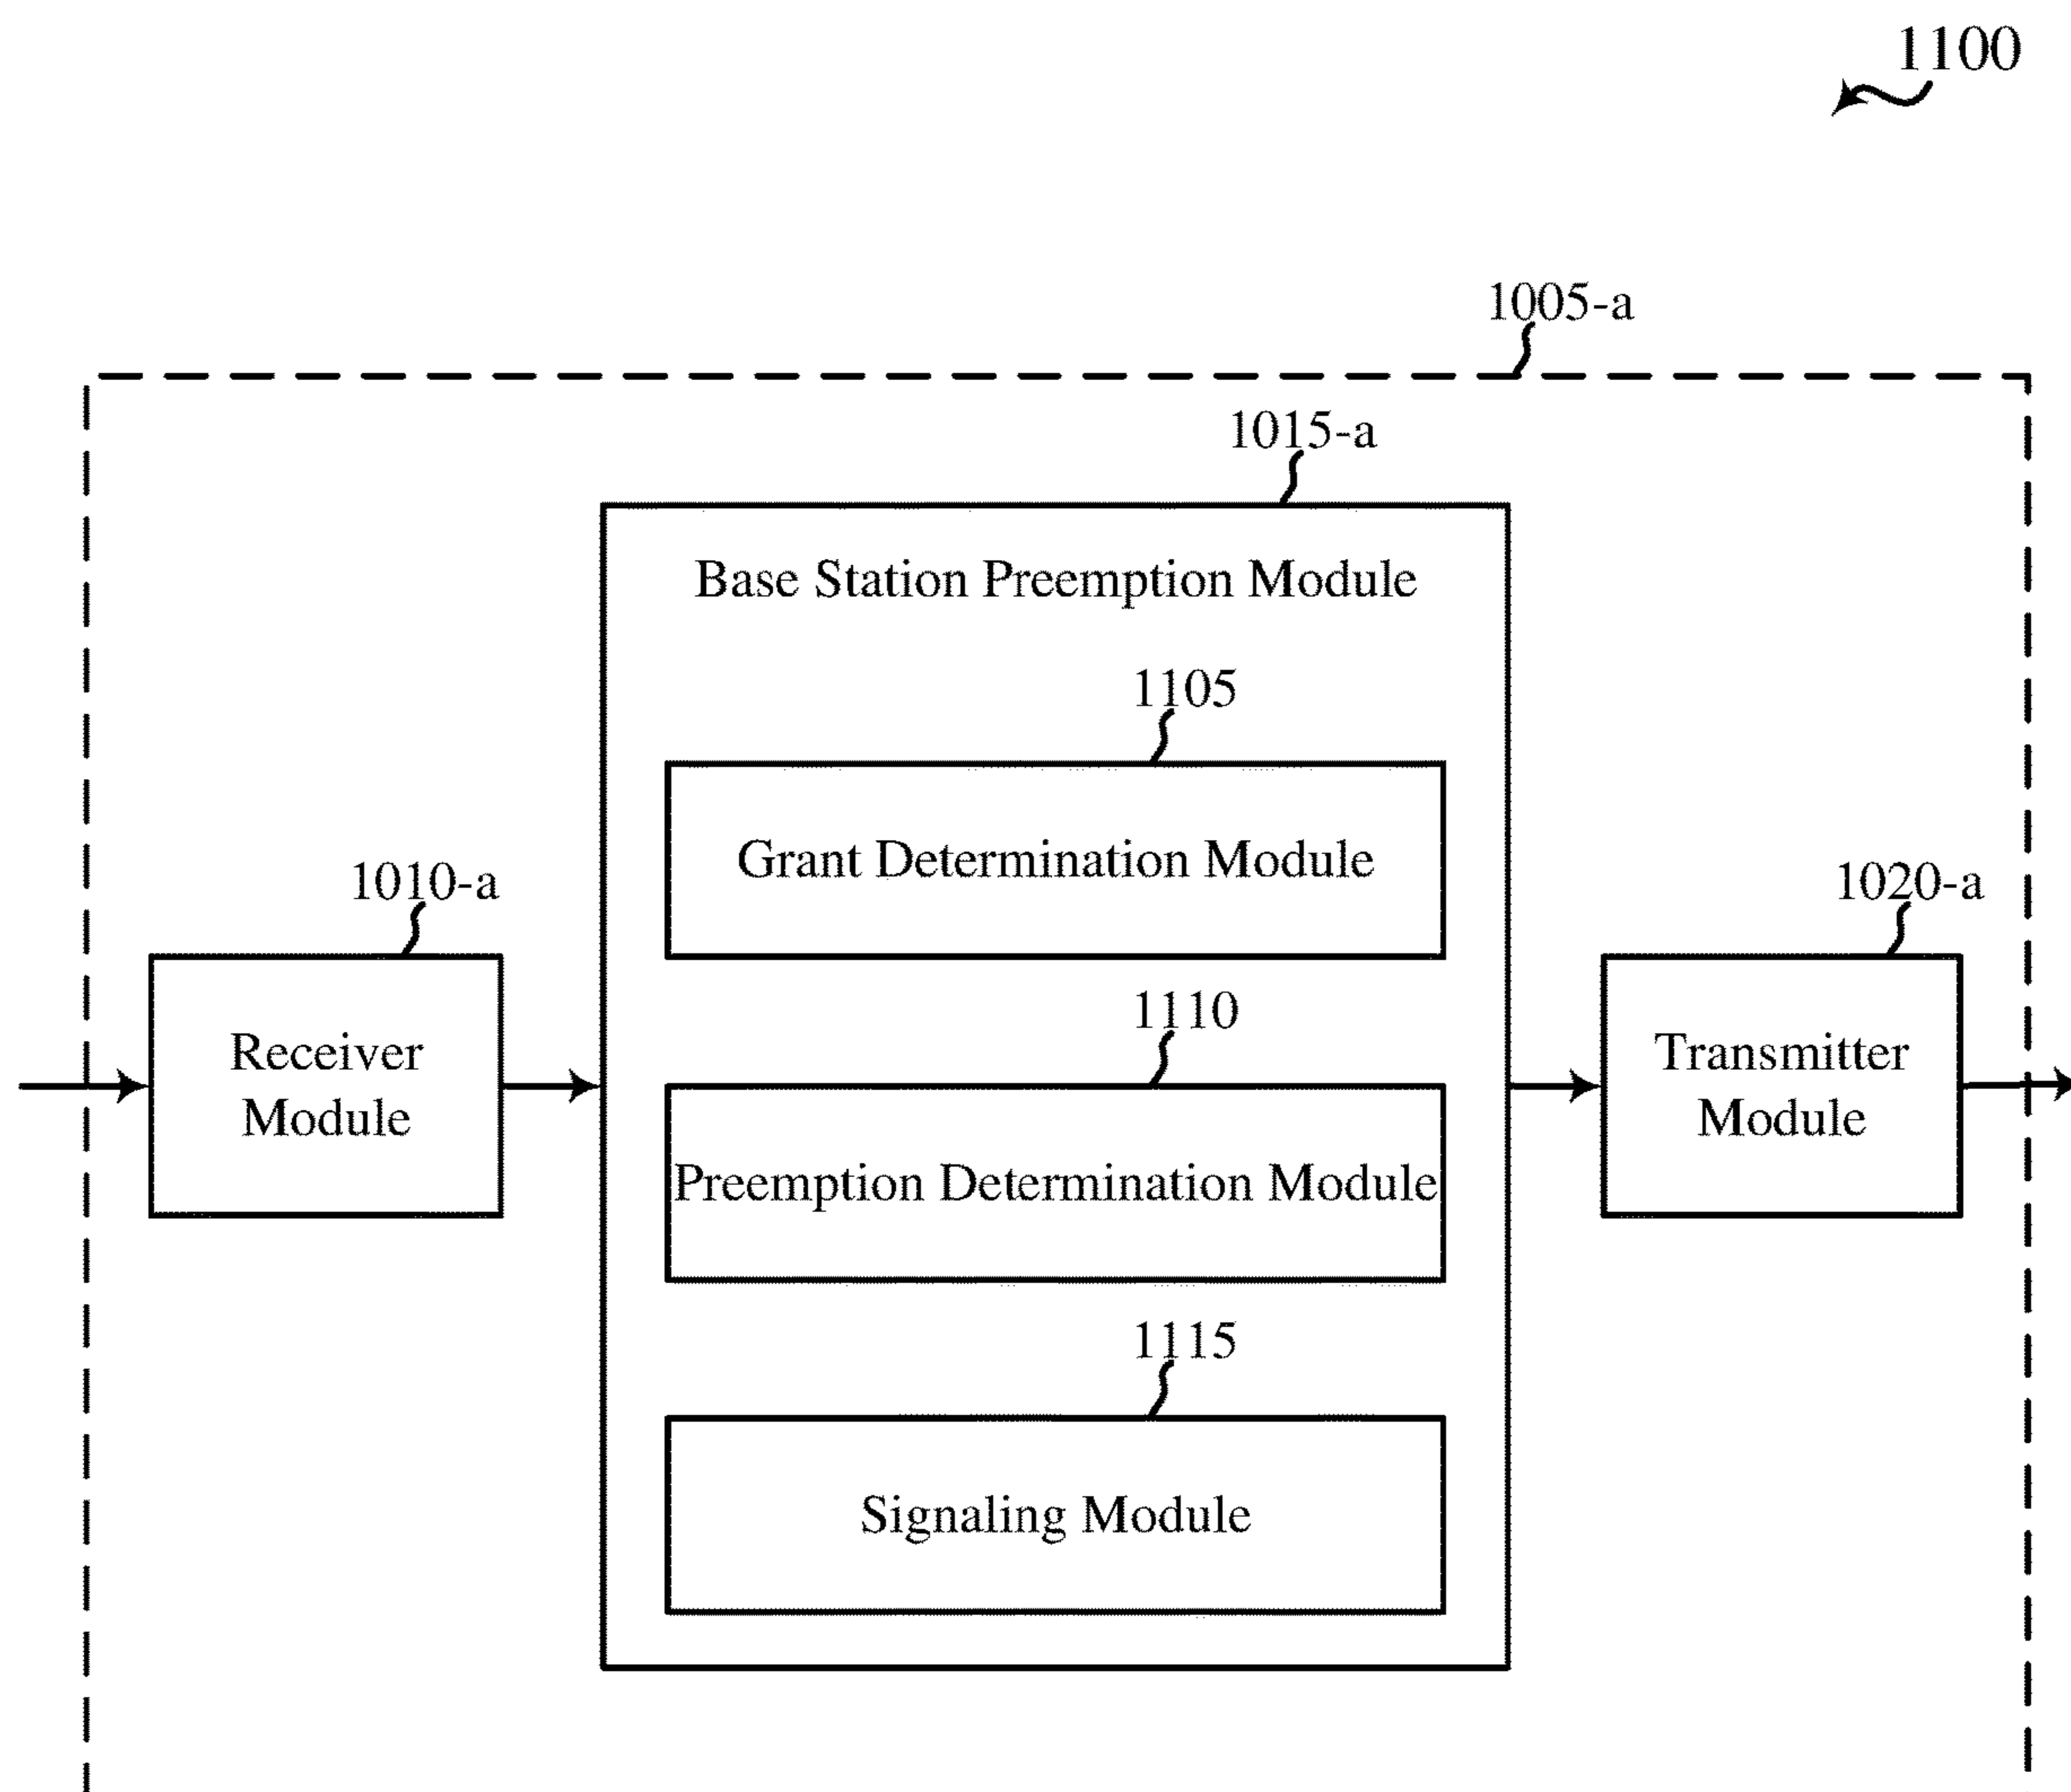 1100
1005-a
1015-a
Base Station Preemption Module
1105
Grant Determination Module
1010-a
Receiver
Module
1110
Preemption Determination Module
1020-a
Transmitter
Module
1115
Signaling Module